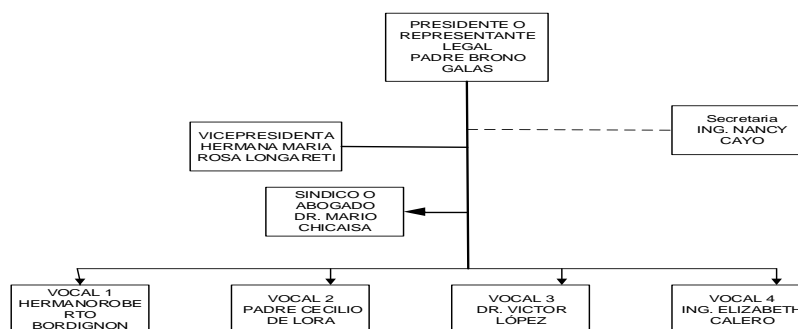 PRESIDENTE O
REPRESENTANTE
LEGAL
PADRE BRONO
GALAS
Secretaria
ING. NANCY
CAYO
VICEPRESIDENTA
HERMANA MARIA
ROSA LONGARETI
SINDICO O
ABOGADO
DR. MARIO
CHICAISA
VOCAL 1
HERMANOROBE
RTO
BORDIGNON
VOCAL 2
PADRE CECILIO
DE LORA
VOCAL 3
DR. VICTOR
LÓPEZ
VOCAL 4
ING. ELIZABETH
CALERO